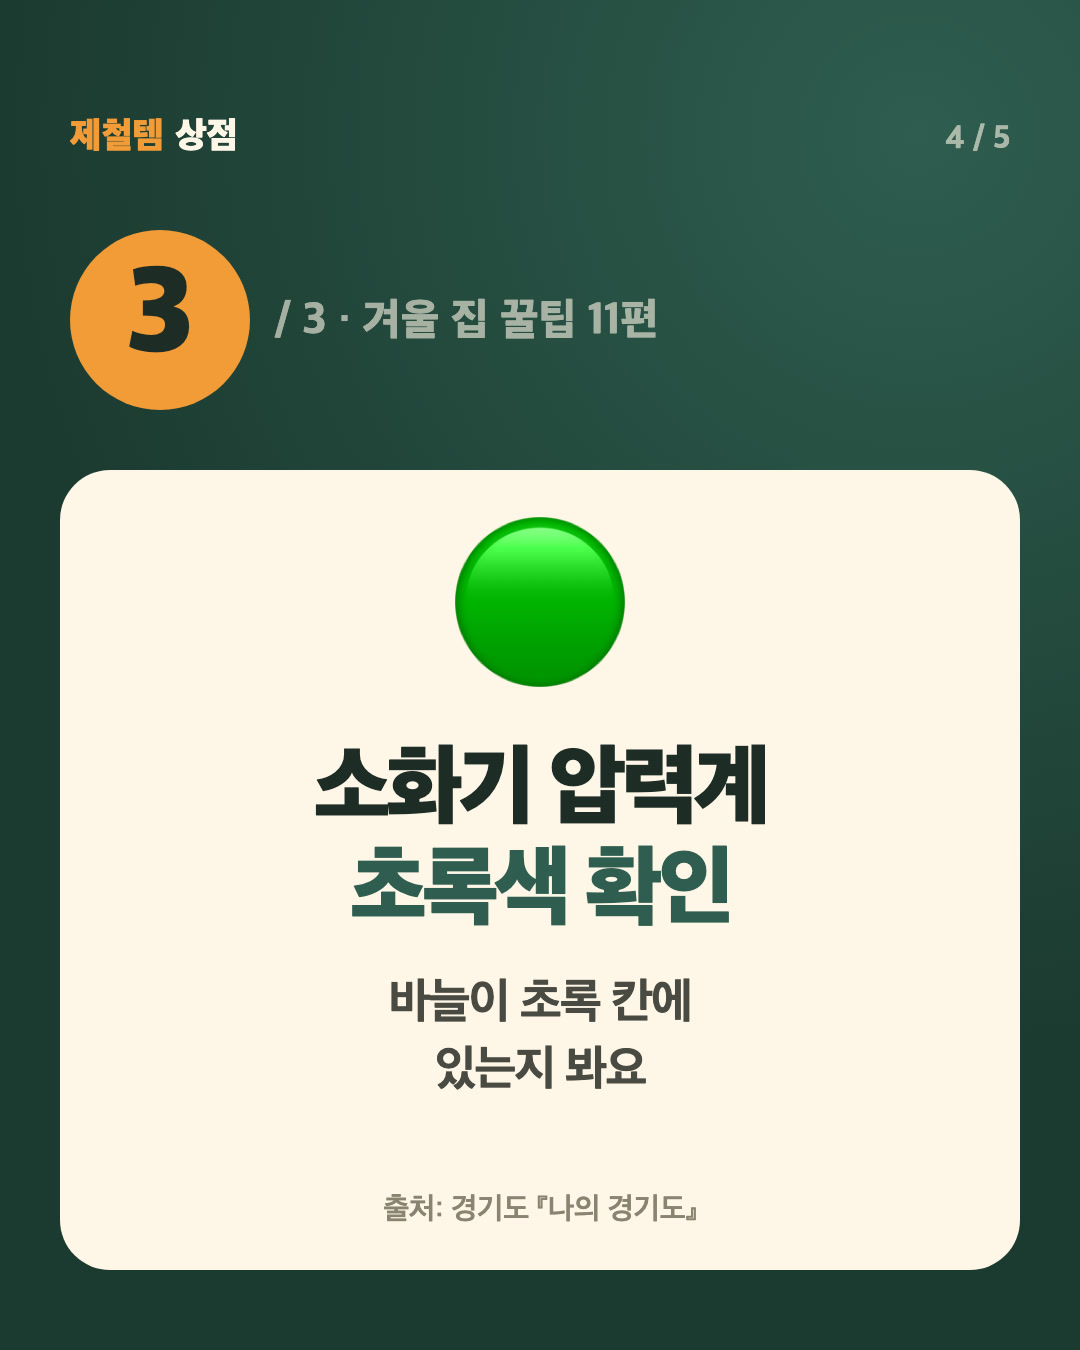 제철템 상점
4 / 5
3
/ 3 · 겨울 집 꿀팁 11편
소화기 압력계
초록색 확인
바늘이 초록 칸에
있는지 봐요
출처: 경기도 『나의 경기도』